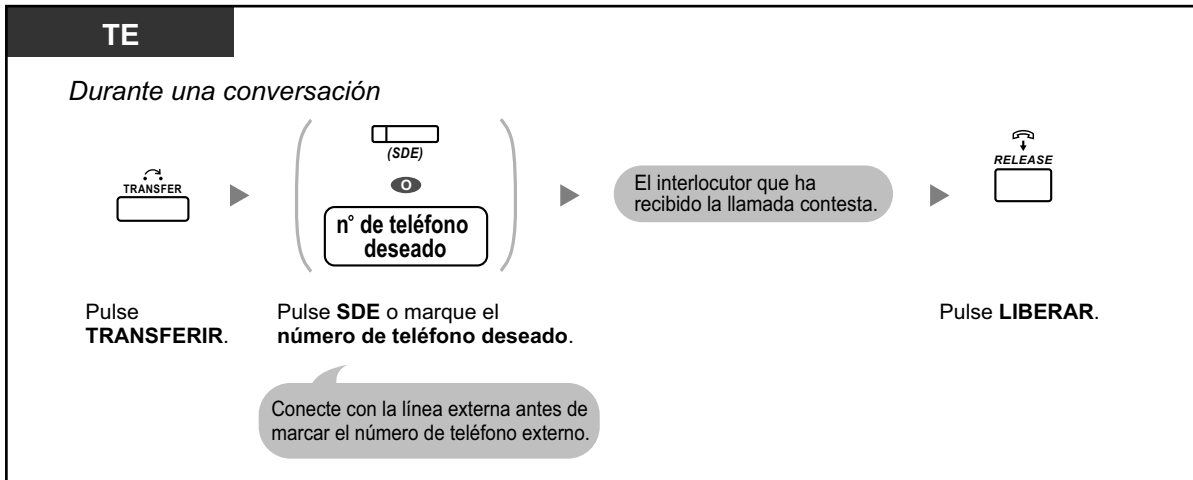 TE
Durante una conversación
TRANSFER
(SDE)
O
n° de teléfono
deseado
El interlocutor que ha
recibido la llamada contesta.
RELEASE
Pulse
TRANSFERIR.
Pulse SDE o marque el
número de teléfono deseado.
Pulse LIBERAR.
Conecte con la línea externa antes de
marcar el número de teléfono externo.